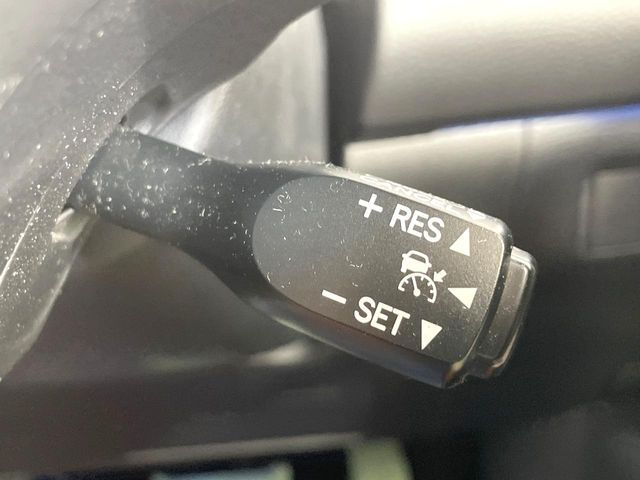 + RES
- SET